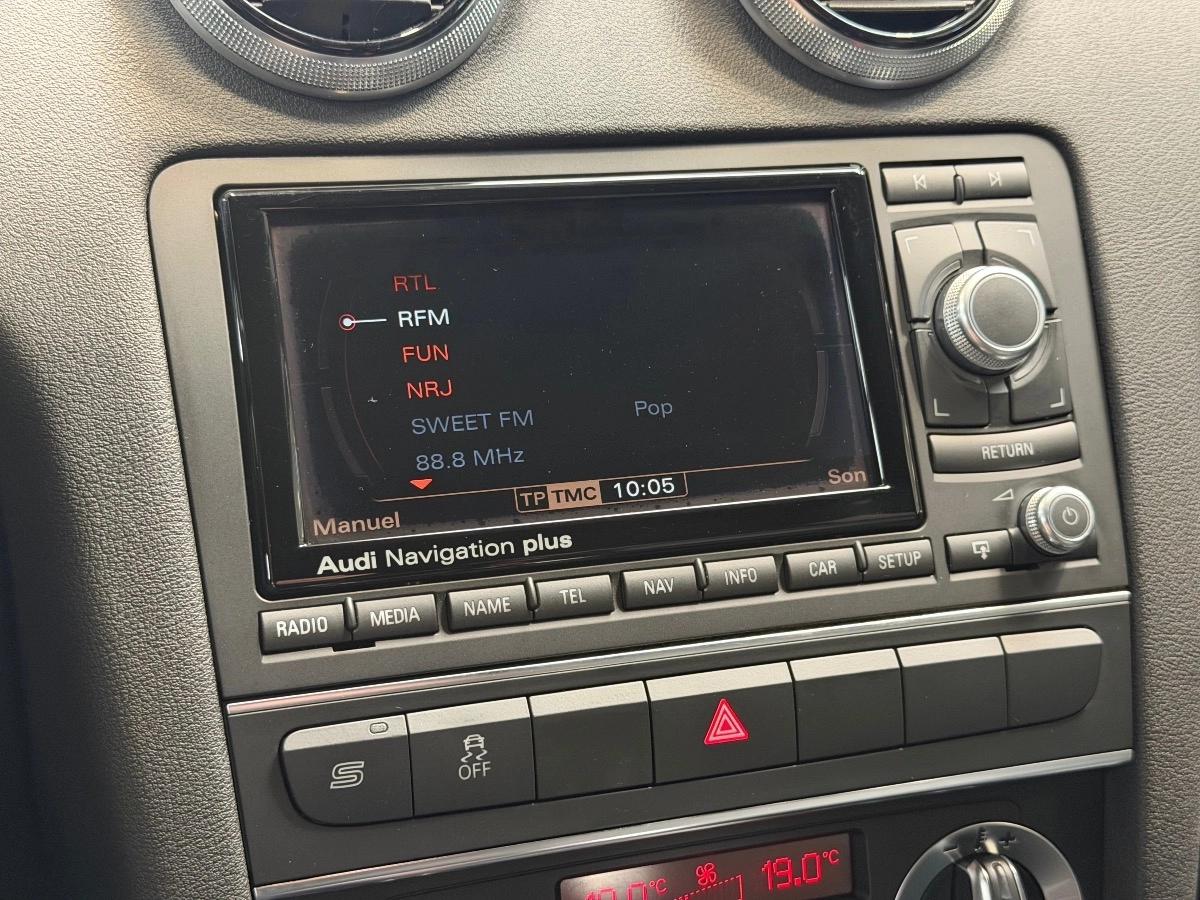 RTL
RFM
FUN
NRJ
SWEET FM Pop
88.8 MHz
Manuel TP TMC 10:05 Son
Audi Navigation plus
RETURN
RADIO MEDIA NAME TEL NAV INFO CAR SETUP
S OFF
19.0°C